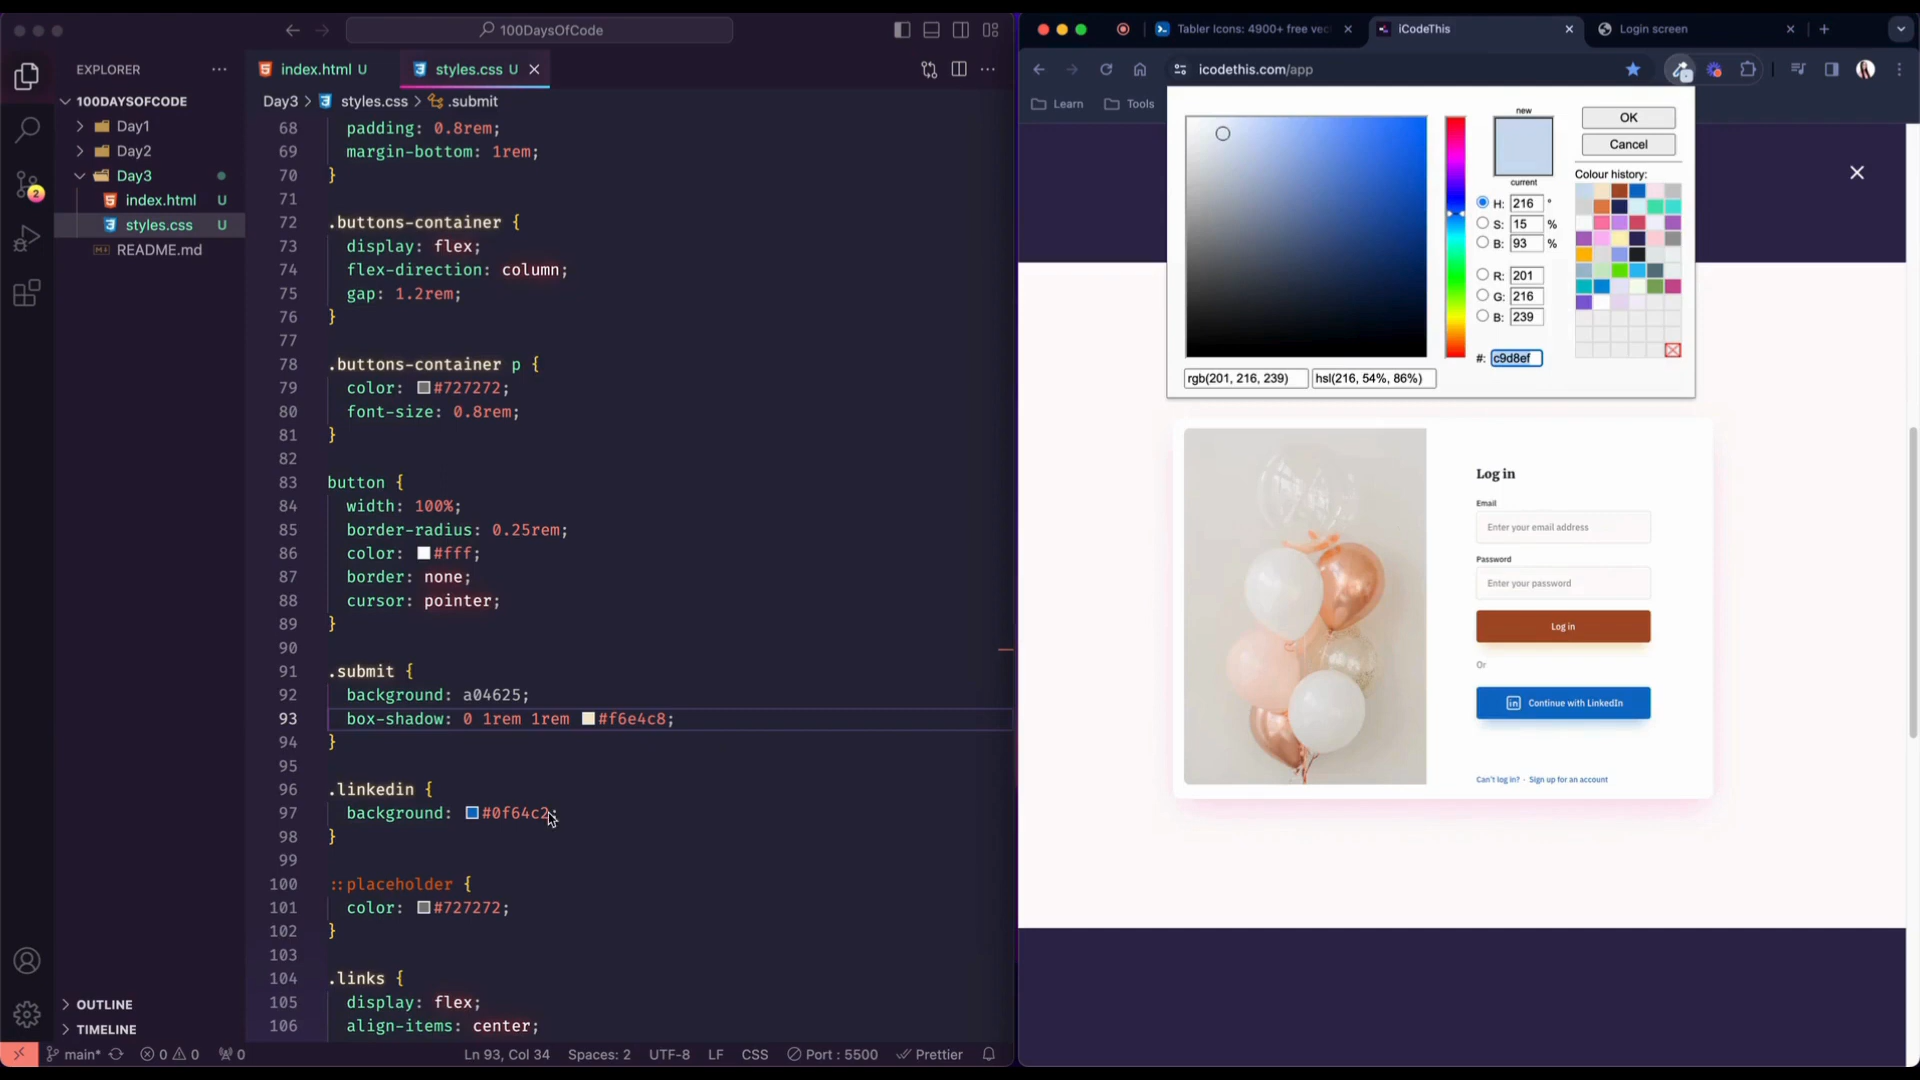 100DaysOfCode
EXPLORER
index.html U
styles.css U
100DAYSOFCODE
Day1
Day2
Day3
index.html U
styles.css U
README.md
OUTLINE
TIMELINE
2
Day3 > styles.css > .submit
68 padding: 0.8rem;
69 margin-bottom: 1rem;
70 }
71
72 .buttons-container {
73 display: flex;
74 flex-direction: column;
75 gap: 1.2rem;
76 }
77
78 .buttons-container p {
79 color: #727272;
80 font-size: 0.8rem;
81 }
82
83 button {
84 width: 100%;
85 border-radius: 0.25rem;
86 color: #fff;
87 border: none;
88 cursor: pointer;
89 }
90
91 .submit {
92 background: a04625;
93 box-shadow: 0 1rem 1rem #f6e4c8;
94 }
95
96 .linkedin {
97 background: #0f64c2;
98 }
99
100 ::placeholder {
101 color: #727272;
102 }
103
104 .links {
105 display: flex;
106 align-items: center;
main* 0 0 0 Ln 93, Col 34 Spaces: 2 UTF-8 LF CSS Port : 5500 Prettier
Tabler Icons: 4900+ free vec
iCodeThis
Login screen
icodethis.com/app
Learn
Tools
new
current
OK
Cancel
Colour history:
H: 216 °
S: 15 %
B: 93 %
R: 201
G: 216
B: 239
#: c9d8ef
rgb(201, 216, 239)
hsl(216, 54%, 86%)
Log in
Email
Enter your email address
Password
Enter your password
Log in
Or
in Continue with LinkedIn
Can't log in? · Sign up for an account